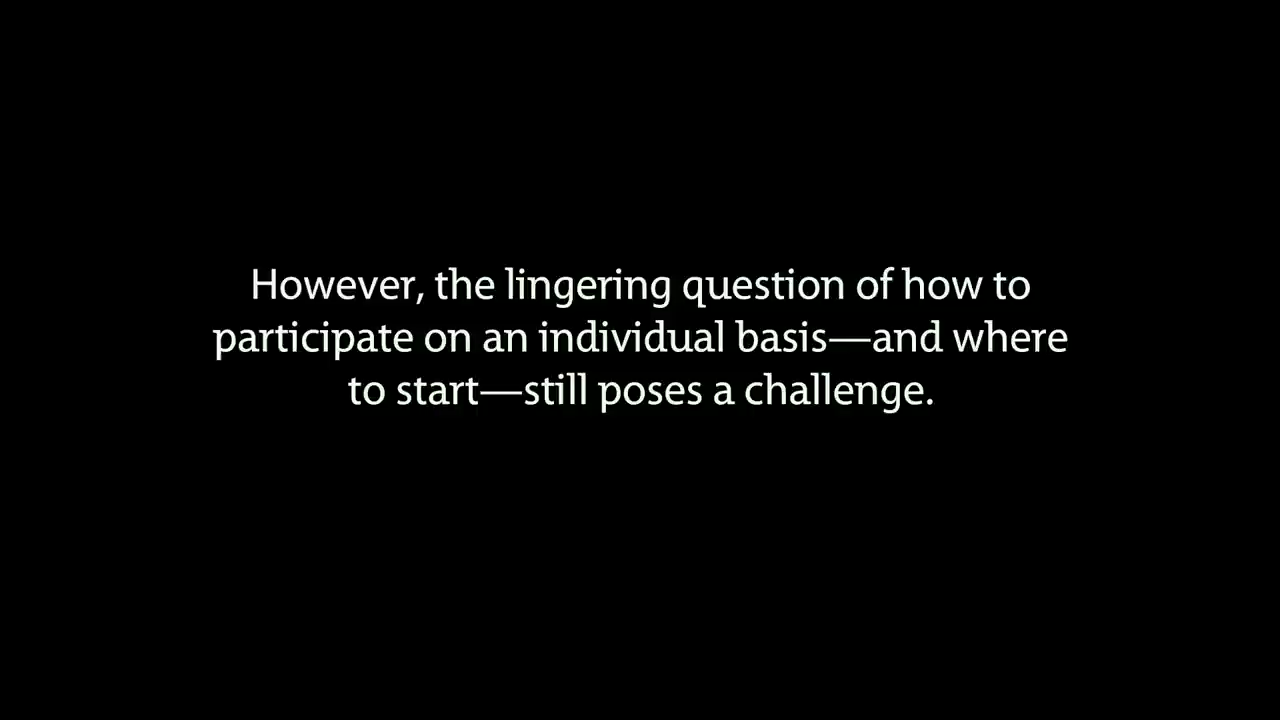 However, the lingering question of how to
participate on an individual basis—and where
to start—still poses a challenge.